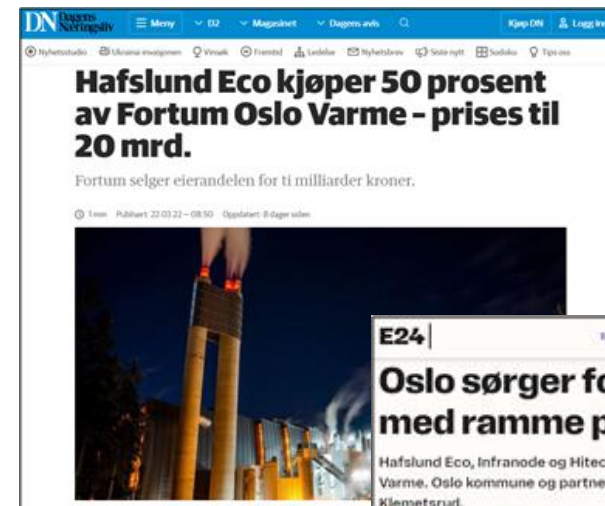 DN Dagens Næringsliv
Meny
D2
Magasinet
Dagens avis
Kjøp DN
Logg inn
Nyhetsstudio
Ukraina-invasjonen
Vinsøk
Fremtid
Ledelse
Nyhetsbrev
Siste nytt
Sudoku
Tips oss
Hafslund Eco kjøper 50 prosent
av Fortum Oslo Varme – prises til
20 mrd.
Fortum selger eierandelen for ti milliarder kroner.
1 min Publisert 22.03.22 – 08.50 Oppdatert 8 dager siden
E24
Oslo sørger fo
med ramme p
Hafslund Eco, Infranode og Hitec
Varme. Oslo kommune og partne
Klemetsrud.